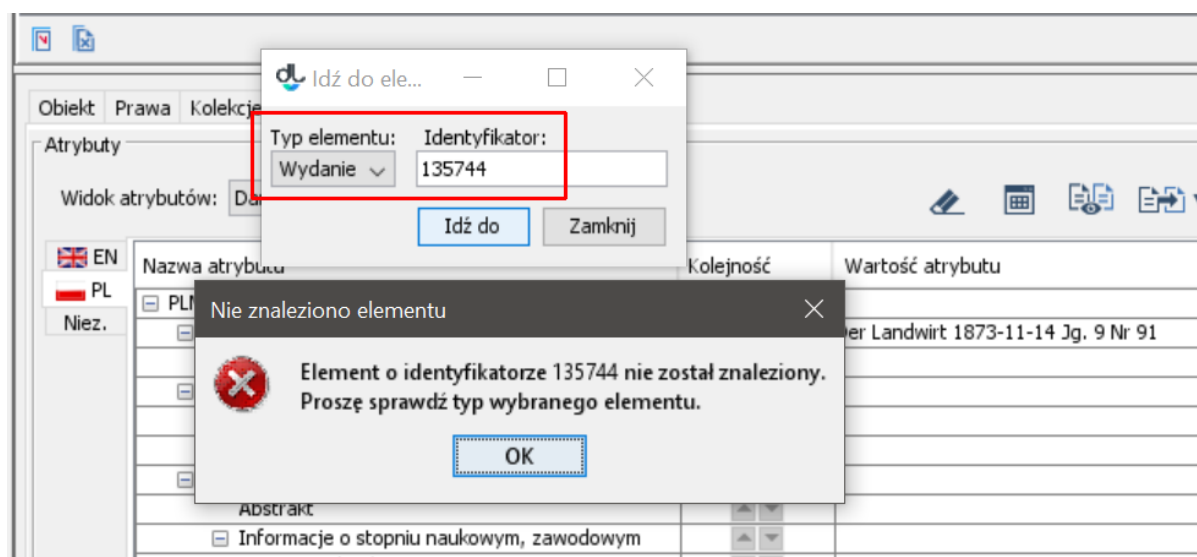 Idź do ele...
Obiekt Prawa Kolekcje
Typ elementu: Identyfikator:
Atrybuty
Wydanie 135744
Widok atrybutów:
Idź do Zamknij
EN
Nazwa atrybutu Kolejność Wartość atrybutu
PL
Niez.
Nie znaleziono elementu
er Landwirt 1873-11-14 Jg. 9 Nr 91
Element o identyfikatorze 135744 nie został znaleziony.
Proszę sprawdź typ wybranego elementu.
OK
Abstrakt
Informacje o stopniu naukowym, zawodowym